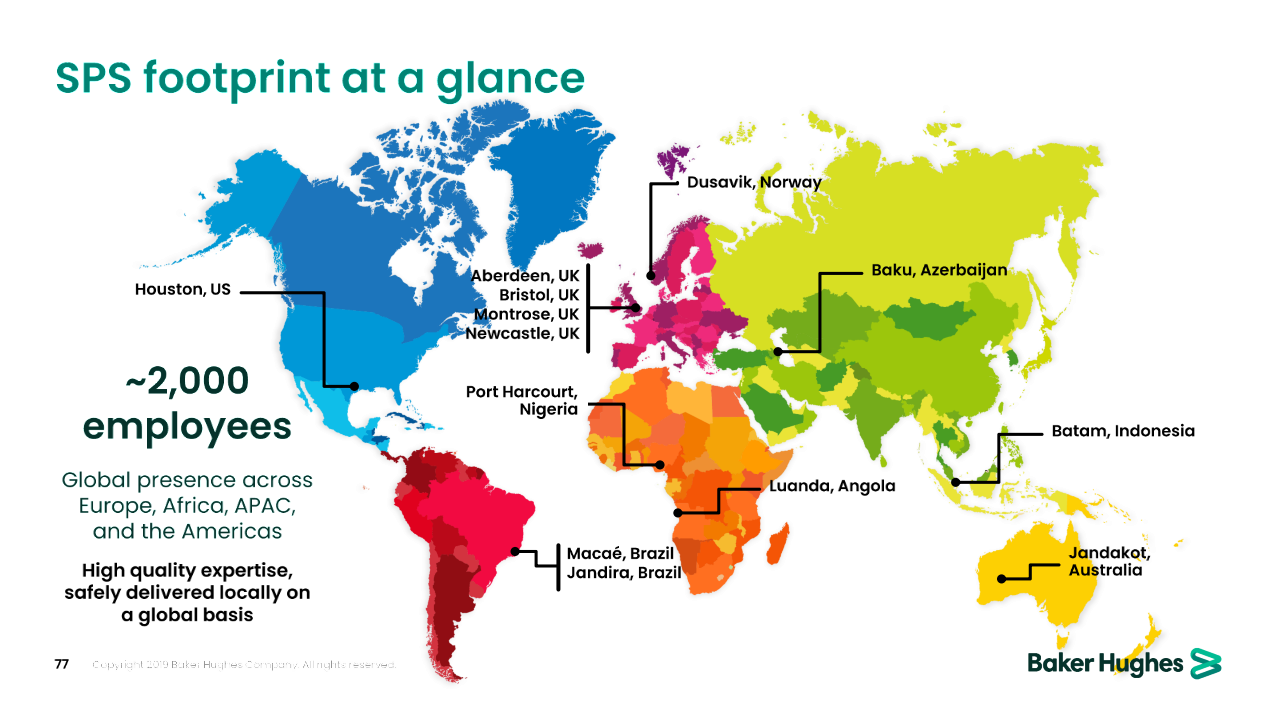 SPS footprint at a glance
Dusavik, Norway
Aberdeen, UK
Bristol, UK
Montrose, UK
Newcastle, UK
Baku, Azerbaijan
Houston, US
~2,000
employees
Port Harcourt,
Nigeria
Batam, Indonesia
Global presence across
Europe, Africa, APAC,
and the Americas
Luanda, Angola
Macaé, Brazil
Jandira, Brazil
Jandakot,
Australia
High quality expertise,
safely delivered locally on
a global basis
77 Copyright 2019 Baker Hughes Company. All rights reserved.
Baker Hughes